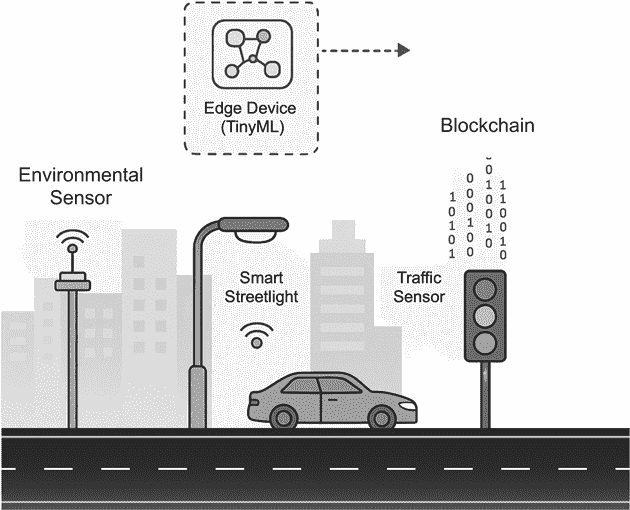 Edge Device
(TinyML)
Blockchain
Environmental
Sensor
Smart
Streetlight
Traffic
Sensor